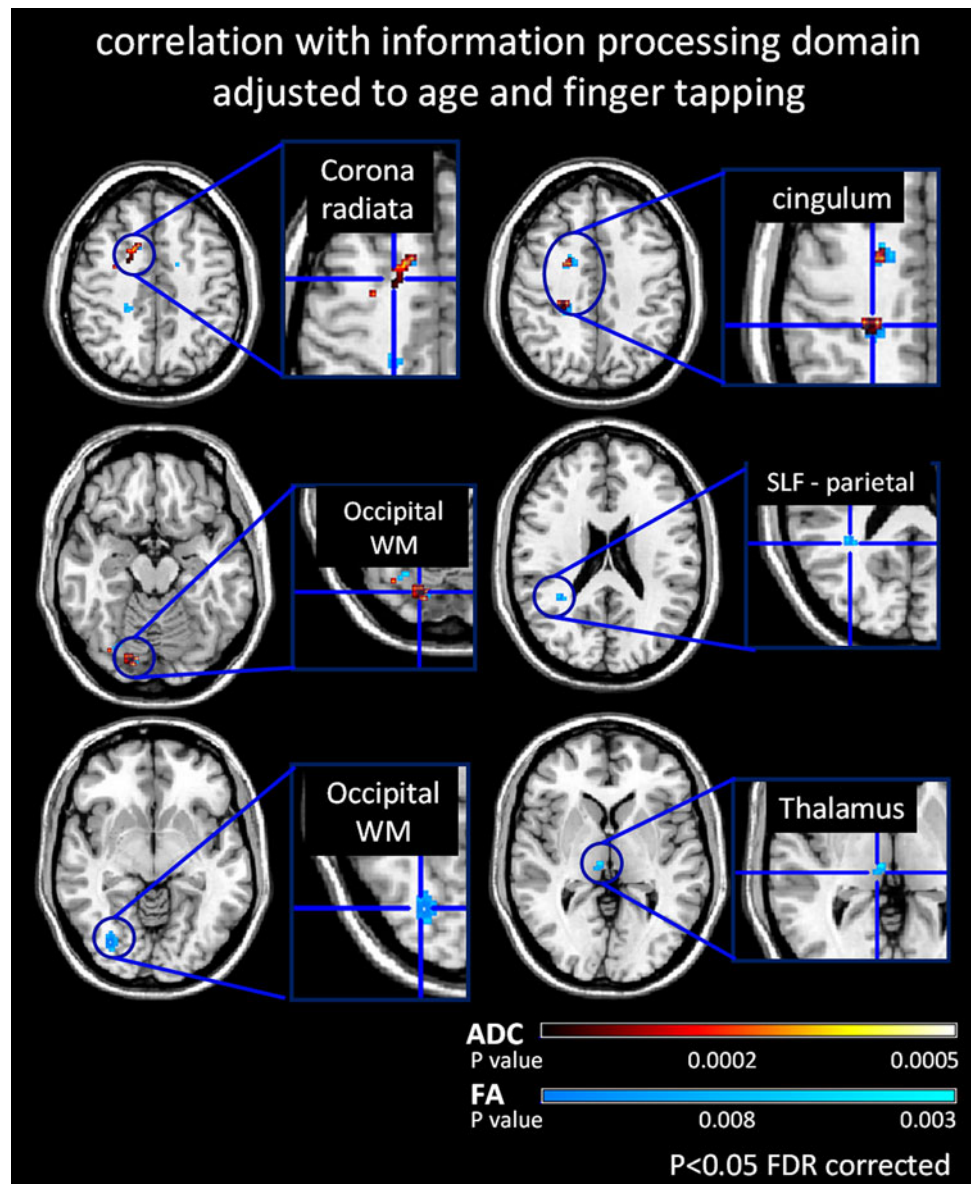 correlation with information processing domain
adjusted to age and finger tapping
Corona
radiata
cingulum
Occipital
WM
SLF - parietal
Occipital
WM
Thalamus
ADC
P value 0.0002 0.0005
FA
P value 0.008 0.003
P<0.05 FDR corrected